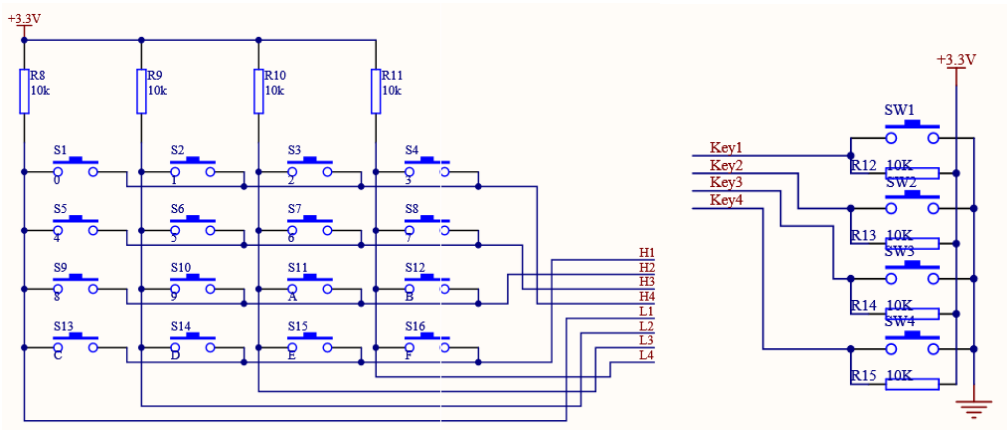 +3.3V
R8 R9 R10 R11
10k 10k 10k 10k
S1 S2 S3 S4
0 1 2 3
S5 S6 S7 S8
4 5 6 7
S9 S10 S11 S12
8 9 A B
S13 S14 S15 S16
C D E F
H1
H2
H3
H4
L1
L2
L3
L4
+3.3V
SW1
Key1
R12 10K
Key2
SW2
Key3
Key4
R13 10K
SW3
R14 10K
SW4
R15 10K